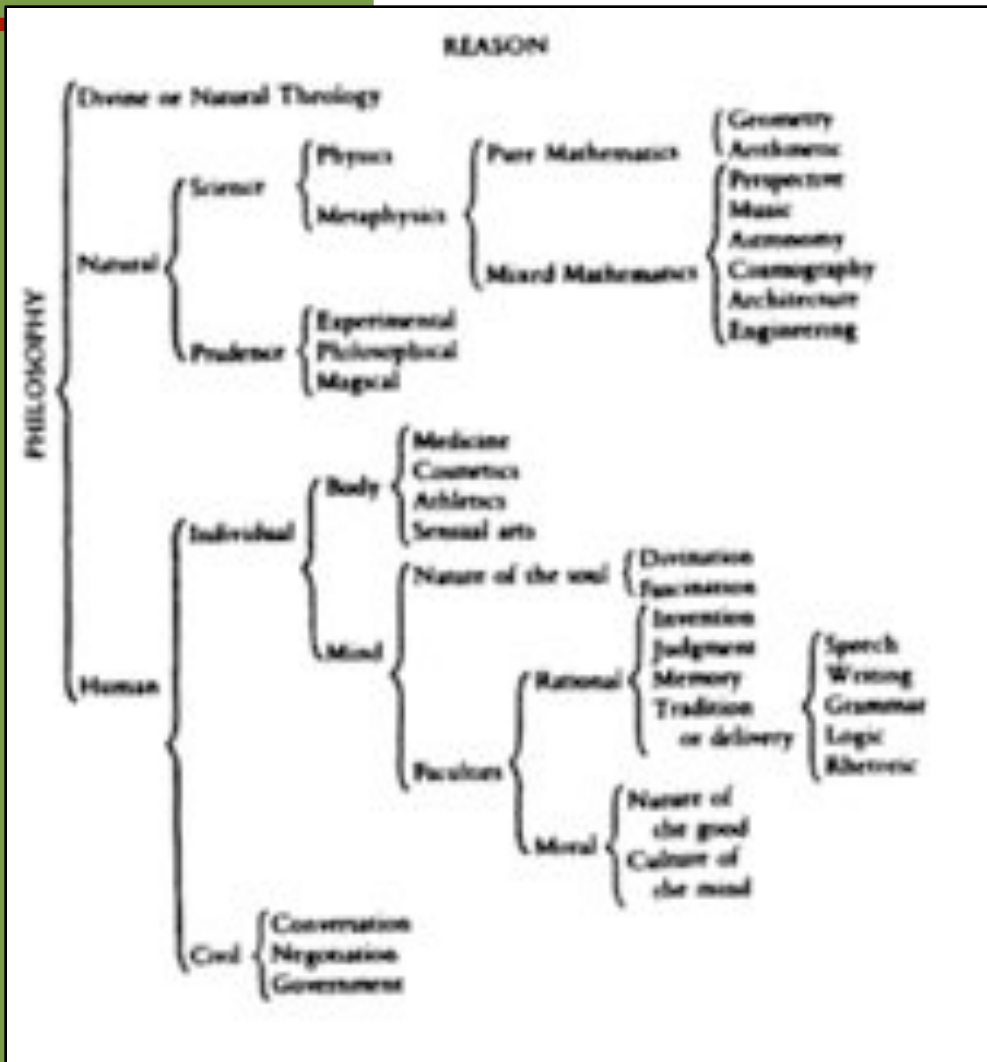 REASON
PHILOSOPHY
Divine or Natural Theology
Natural
Science
Physics
Metaphysics
Pure Mathematics
Geometry
Arithmetic
Mixed Mathematics
Perspective
Music
Astronomy
Cosmography
Architecture
Engineering
Prudence
Experimental
Philosophical
Magical
Human
Individual
Body
Medicine
Cosmetics
Athletics
Sensual arts
Mind
Nature of the soul
Divination
Fascination
Faculties
Rational
Invention
Judgment
Memory
Tradition
or delivery
Speech
Writing
Grammar
Logic
Rhetoric
Moral
Nature of
the good
Culture of
the mind
Civil
Conversation
Negotiation
Government